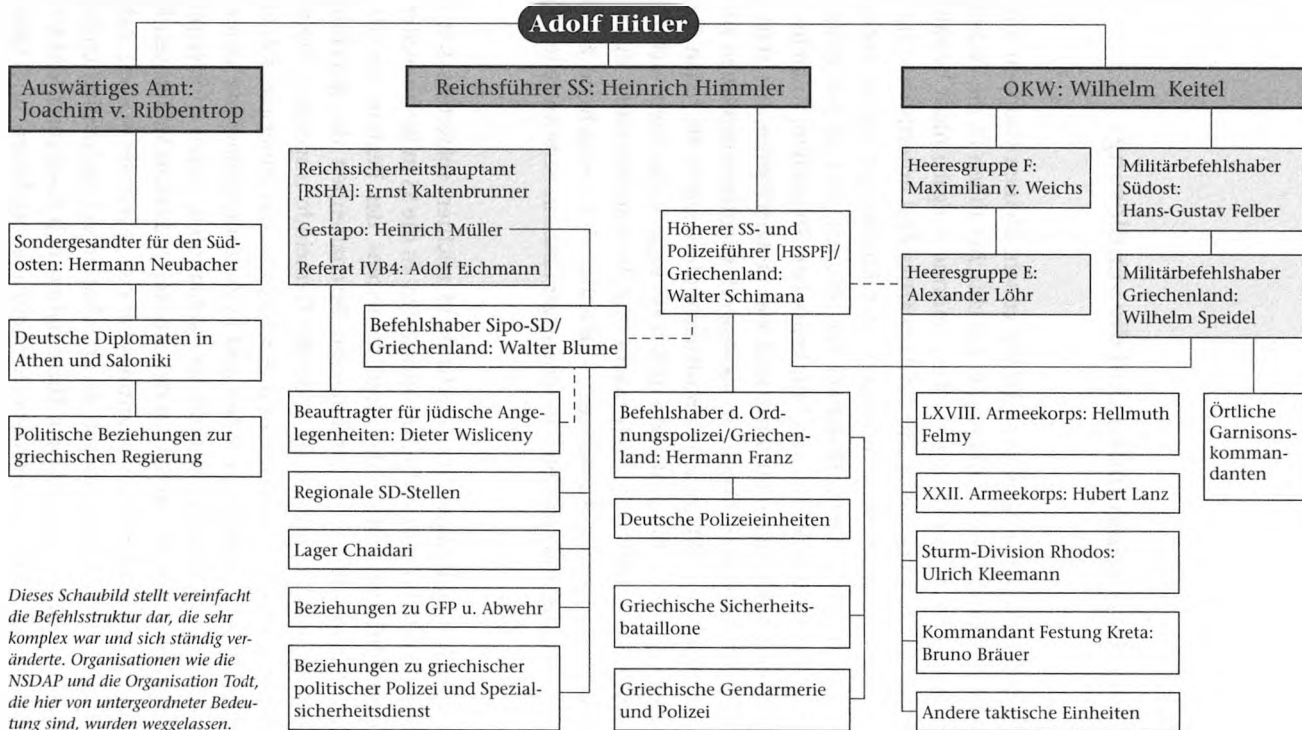 Adolf Hitler
Auswärtiges Amt:
Joachim v. Ribbentrop
Sondergesandter für den Süd-
osten: Hermann Neubacher
Deutsche Diplomaten in
Athen und Saloniki
Politische Beziehungen zur
griechischen Regierung
Dieses Schaubild stellt vereinfacht
die Befehlsstruktur dar, die sehr
komplex war und sich ständig ver-
änderte. Organisationen wie die
NSDAP und die Organisation Todt,
die hier von untergeordneter Bedeu-
tung sind, wurden weggelassen.
Reichsführer SS: Heinrich Himmler
Reichssicherheitshauptamt
[RSHA]: Ernst Kaltenbrunner
Gestapo: Heinrich Müller
Referat IVB4: Adolf Eichmann
Befehlshaber Sipo-SD/
Griechenland: Walter Blume
Beauftragter für jüdische Ange-
legenheiten: Dieter Wisliceny
Regionale SD-Stellen
Lager Chaidari
Beziehungen zu GFP u. Abwehr
Beziehungen zu griechischer
politischer Polizei und Spezial-
sicherheitsdienst
Höherer SS- und
Polizeiführer [HSSPF]/
Griechenland:
Walter Schimana
Befehlshaber d. Ord-
nungspolizei/Griechen-
land: Hermann Franz
Deutsche Polizeieinheiten
Griechische Sicherheits-
bataillone
Griechische Gendarmerie
und Polizei
OKW: Wilhelm Keitel
Heeresgruppe F:
Maximilian v. Weichs
Heeresgruppe E:
Alexander Löhr
LXVIII. Armeekorps: Hellmuth
Felmy
XXII. Armeekorps: Hubert Lanz
Sturm-Division Rhodos:
Ulrich Kleemann
Kommandant Festung Kreta:
Bruno Bräuer
Andere taktische Einheiten
Militärbefehlshaber
Südost:
Hans-Gustav Felber
Militärbefehlshaber
Griechenland:
Wilhelm Speidel
Örtliche
Garnisons-
komman-
danten